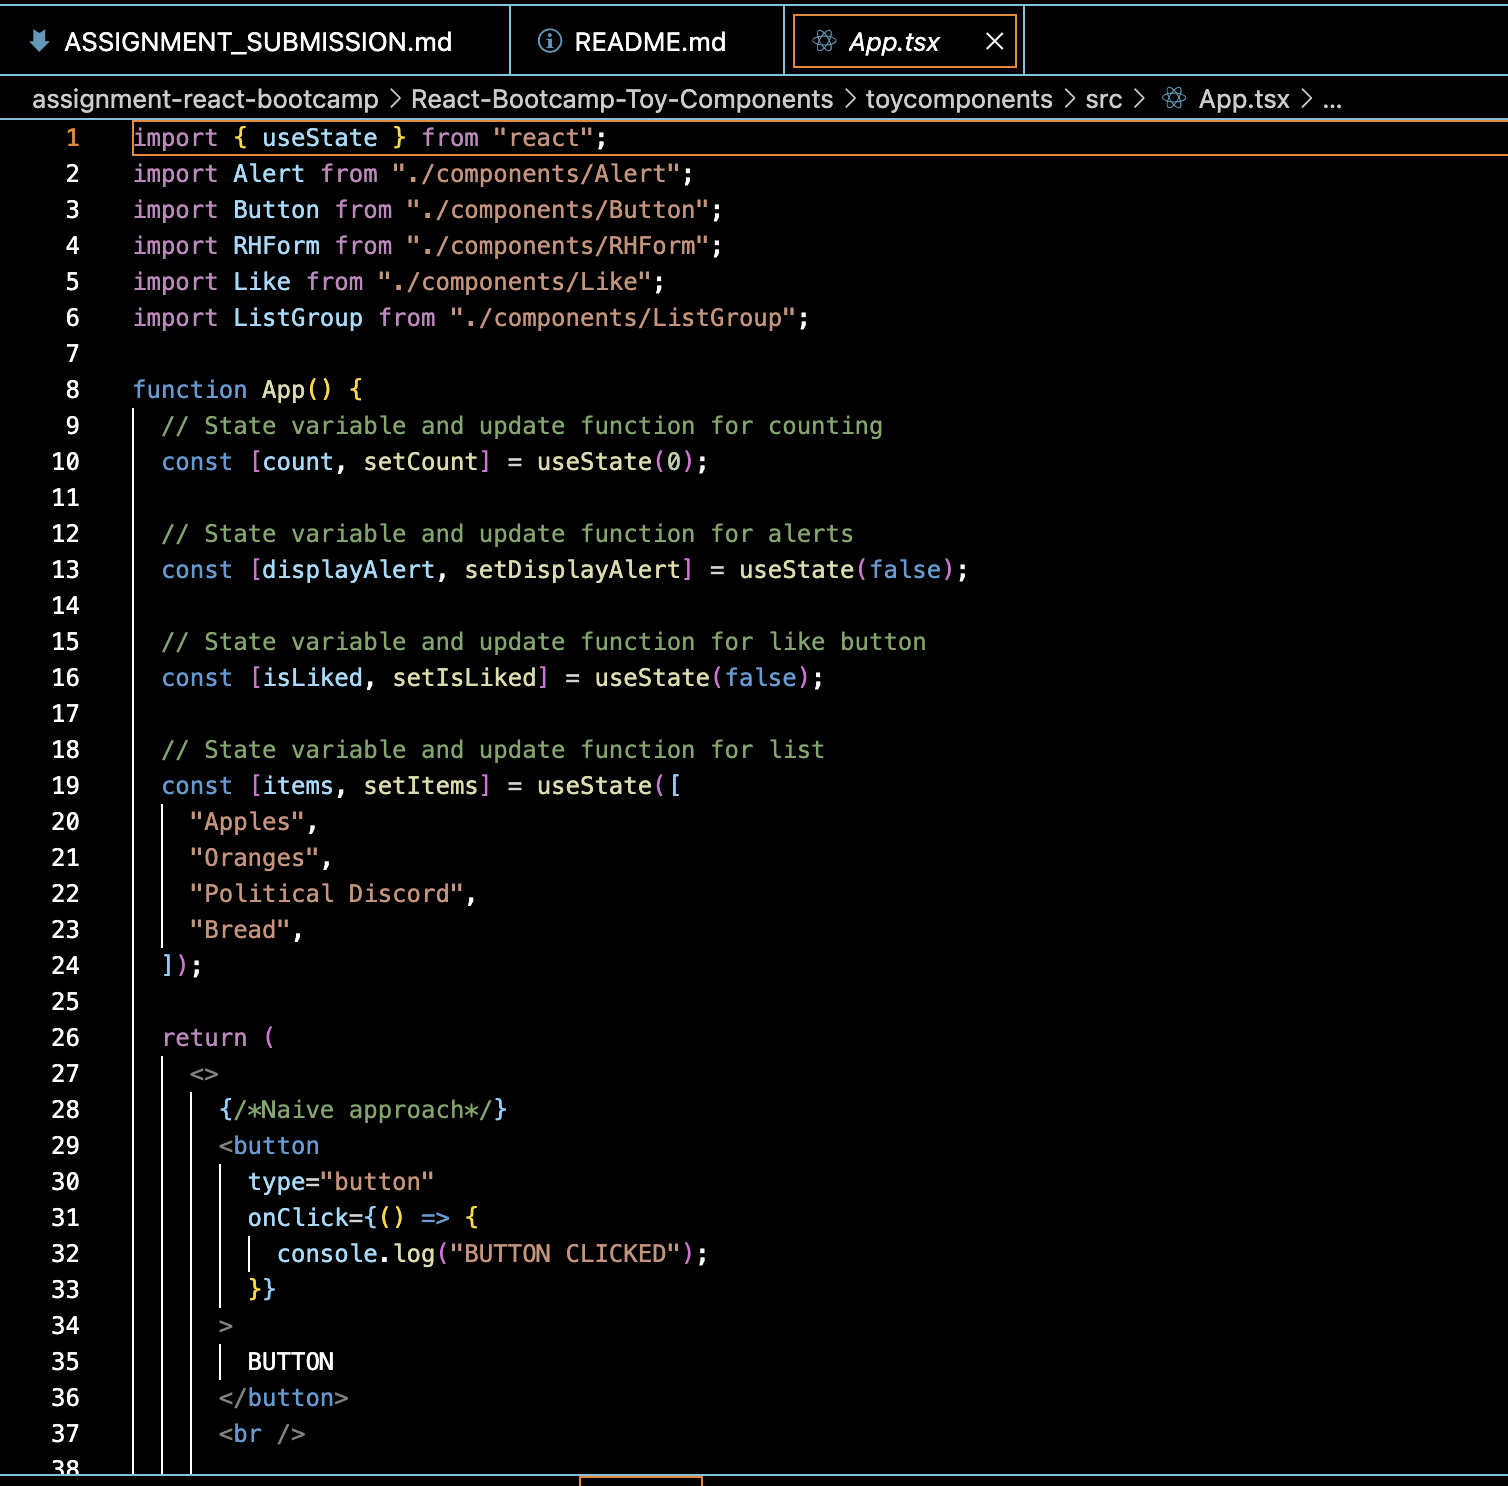 ASSIGNMENT_SUBMISSION.md README.md App.tsx
assignment-react-bootcamp > React-Bootcamp-Toy-Components > toycomponents > src > App.tsx > ...
1 import { useState } from "react";
2 import Alert from "./components/Alert";
3 import Button from "./components/Button";
4 import RHForm from "./components/RHForm";
5 import Like from "./components/Like";
6 import ListGroup from "./components/ListGroup";
7
8 function App() {
9   // State variable and update function for counting
10   const [count, setCount] = useState(0);
11
12   // State variable and update function for alerts
13   const [displayAlert, setDisplayAlert] = useState(false);
14
15   // State variable and update function for like button
16   const [isLiked, setIsLiked] = useState(false);
17
18   // State variable and update function for list
19   const [items, setItems] = useState([
20     "Apples",
21     "Oranges",
22     "Political Discord",
23     "Bread",
24   ]);
25
26   return (
27     <>
28       {/*Naive approach*/}
29       <button
30         type="button"
31         onClick={() => {
32           console.log("BUTTON CLICKED");
33         }}
34       >
35         BUTTON
36       </button>
37       <br />
38